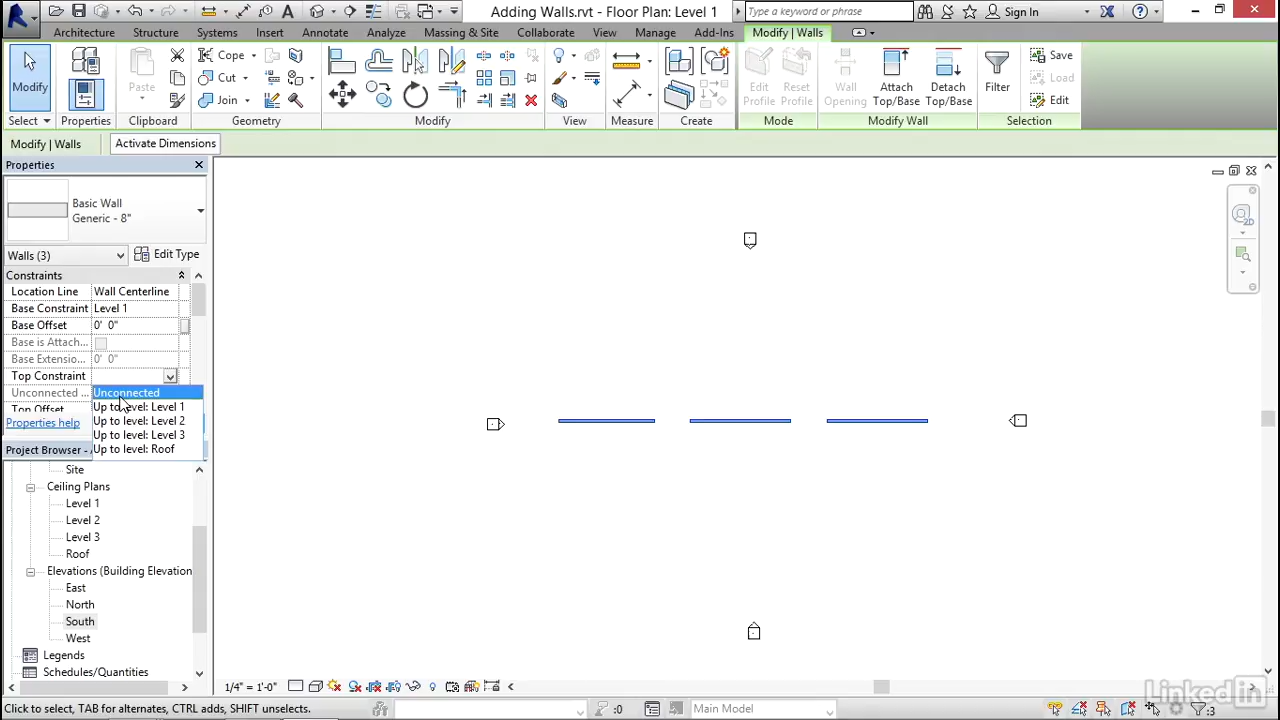 Adding Walls.rvt - Floor Plan: Level 1
Type a keyword or phrase
Sign In
Architecture Structure Systems Insert Annotate Analyze Massing & Site Collaborate View Manage Add-Ins Modify | Walls
Modify
Select
Properties
Paste
Clipboard
Cope
Cut
Join
Geometry
Modify
View
Measure
Create
Edit
Profile
Reset
Profile
Mode
Wall
Opening
Attach
Top/Base
Detach
Top/Base
Modify Wall
Filter
Save
Load
Edit
Selection
Modify | Walls
Activate Dimensions
Properties
Basic Wall
Generic - 8"
Walls (3)
Edit Type
Constraints
Location Line Wall Centerline
Base Constraint Level 1
Base Offset 0' 0"
Base is Attach...
Base Extensio... 0' 0"
Top Constraint
Unconnected ...
Top Offset
Unconnected
Up to level: Level 1
Up to level: Level 2
Up to level: Level 3
Up to level: Roof
Properties help
Project Browser - A
Site
Ceiling Plans
Level 1
Level 2
Level 3
Roof
Elevations (Building Elevation
East
North
South
West
Legends
Schedules/Quantities
2D
1/4" = 1'-0"
Click to select, TAB for alternates, CTRL adds, SHIFT unselects.
:0
Main Model
:3
LinkedIn